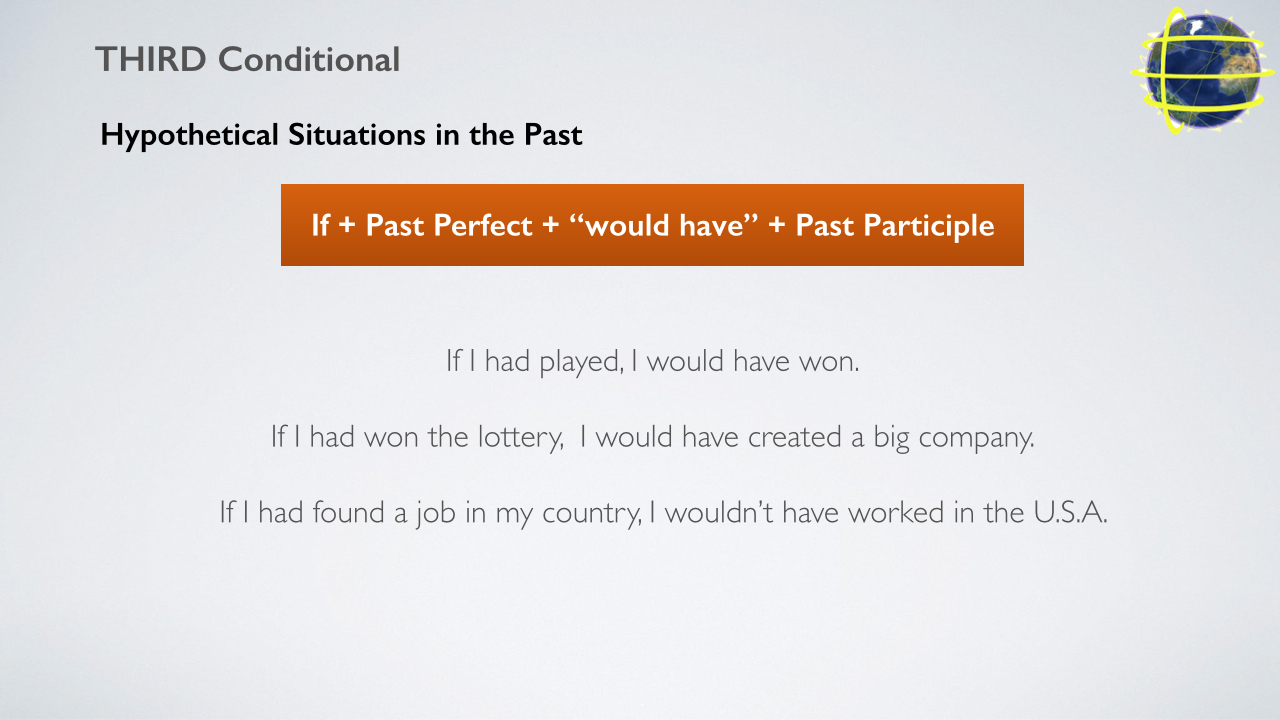 THIRD Conditional
Hypothetical Situations in the Past
If + Past Perfect + “would have” + Past Participle
If I had played, I would have won.
If I had won the lottery,  I would have created a big company.
If I had found a job in my country, I wouldn’t have worked in the U.S.A.